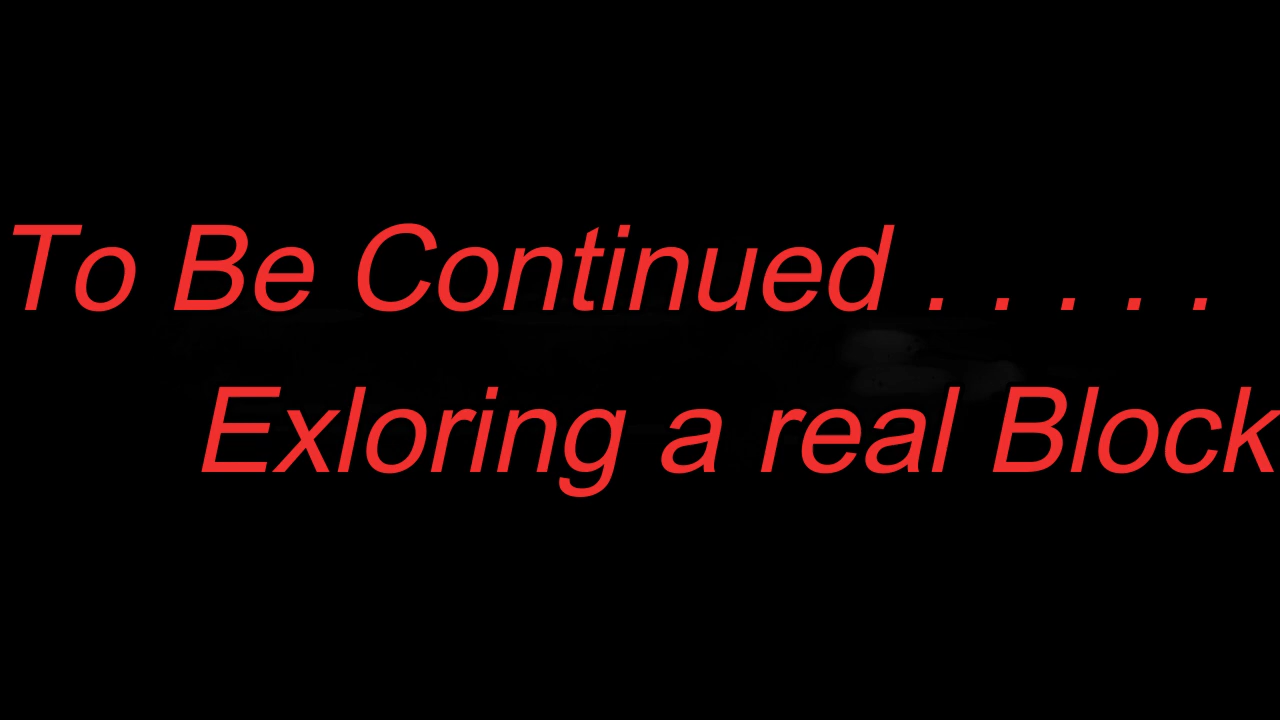 To Be Continued . . . . .
Exloring a real Block